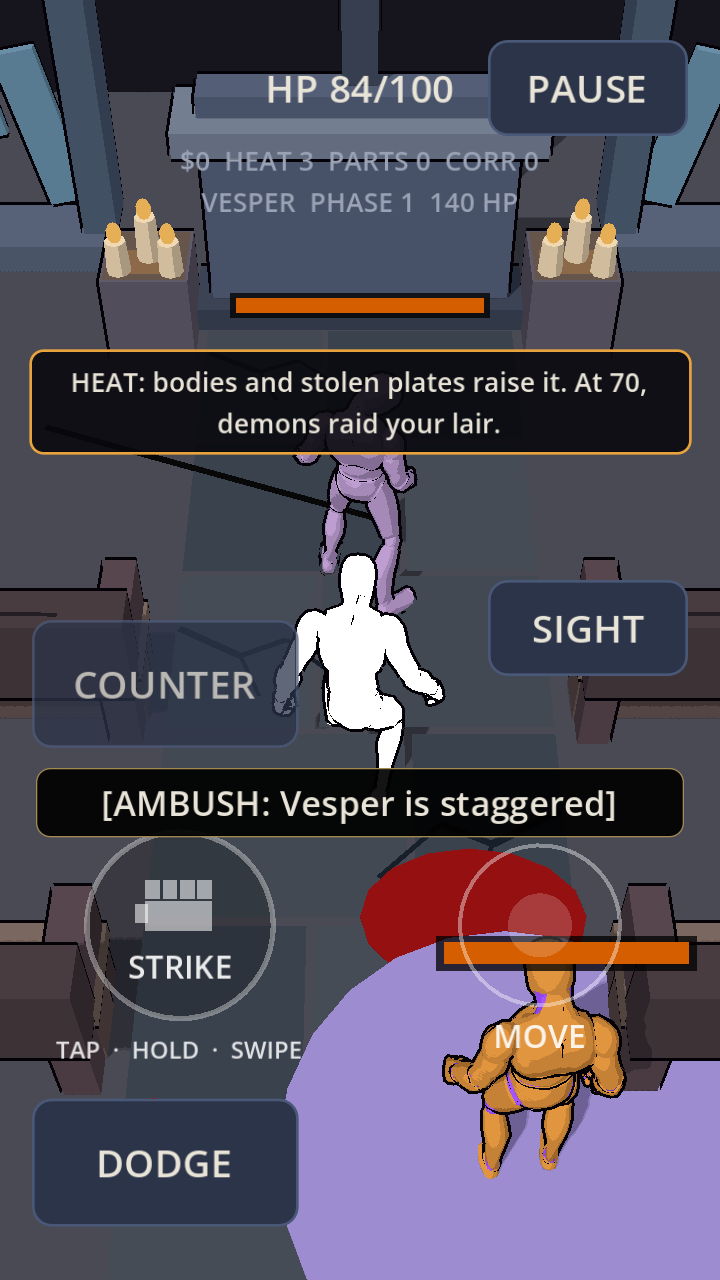 HP 84/100
PAUSE
$0 HEAT 3 PARTS 0 CORR 0
VESPER PHASE 1 140 HP
HEAT: bodies and stolen plates raise it. At 70,
demons raid your lair.
SIGHT
COUNTER
[AMBUSH: Vesper is staggered]
STRIKE
MOVE
TAP · HOLD · SWIPE
DODGE